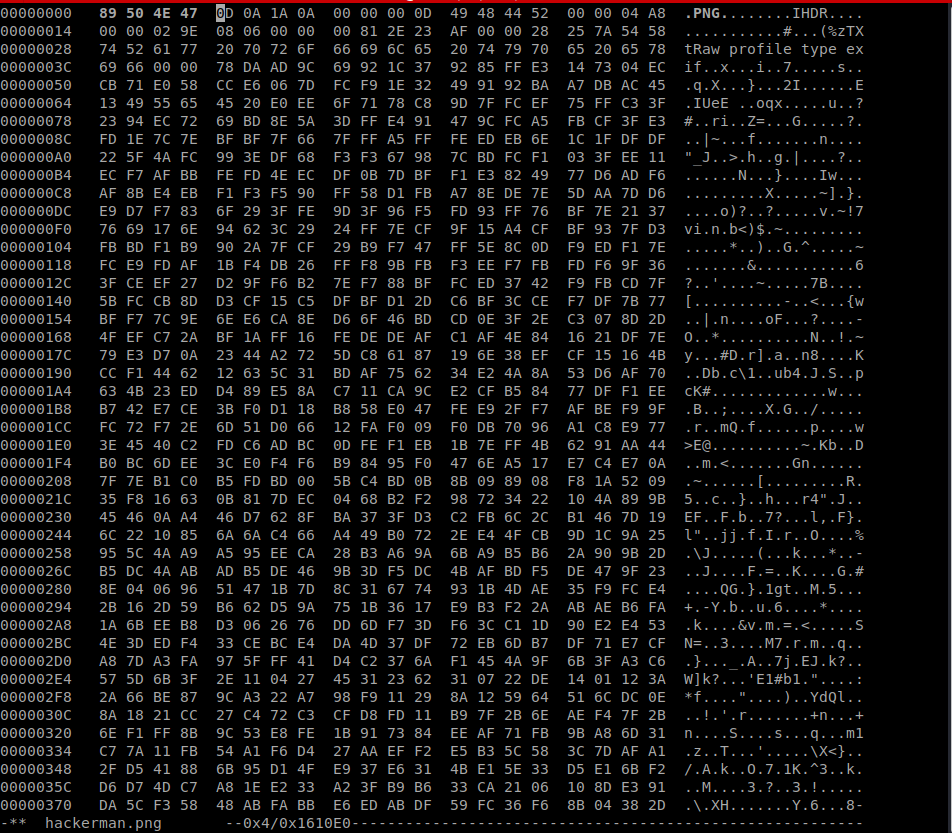 00000000 89 50 4E 47 0D 0A 1A 0A 00 00 00 0D 49 48 44 52 00 00 04 A8 .PNG........IHDR....
00000014 00 00 02 9E 08 06 00 00 00 81 2E 23 AF 00 00 28 25 7A 54 58 ...........#...(%zTX
00000028 74 52 61 77 20 70 72 6F 66 69 6C 65 20 74 79 70 65 20 65 78 tRaw profile type ex
0000003C 69 66 00 00 78 DA AD 9C 69 92 1C 37 92 85 FF E3 14 73 04 EC if..x...i..7.....s..
00000050 CB 71 1E 58 CC E6 06 7D FC F9 1E 32 49 91 92 BA A7 DB AC 45 .q.X...}...2I......E
00000064 13 49 55 65 45 20 E0 EE 6F 71 78 C8 9D 7F FC EF 75 FF C3 3F .IUeE ..oqx.....u..?
00000078 23 94 EC 72 69 BD 8E 5A 3D FF E4 91 47 9C FC A5 FB CF 3F E3 #..ri..Z=...G.....?.
0000008C FD 1E 7C 7E BF BF 7F 66 7F FF A5 FF FE ED EB 6E 1C 1F DF DF ..|~...f.......n....
000000A0 22 5F 4A FC 99 3E DF 68 F3 F3 67 98 7C BD FC F1 03 3F EE 11 "_J..>.h..g.|....?..
000000B4 EC F7 AF BB FE FD 4E EC DF 0B 7D BF F1 E3 82 49 77 D6 AD F6 ......N...}....Iw...
000000C8 AF 8B E4 EB F1 F3 F5 90 FF 58 D1 FB A7 8E DE 7E 5D AA 7D D6 .........X.....~].}.
000000DC E9 D7 F7 83 6F 29 3F FE 9D 3F 96 F5 FD 93 FF 76 BF 7E 21 37 ....o)?..?.....v.~!7
000000F0 76 69 17 6E 94 62 3C 29 24 FF 7E CF 9F 15 A4 CF BF 93 7F D3 vi.n.b<)$.~.........
00000104 FB BD F1 B9 90 2A 7F CF 29 B9 F7 47 FF 5E 8C 0D F9 ED F1 7E .....*..)..G.^.....~
00000118 FC E9 FD AF 1B F4 DB 26 FF F8 9B FB F3 EE F7 FB FD F6 9F 36 .......&...........6
0000012C 3F CE EF 27 D2 9F F6 B2 7E F7 88 BF FC ED 37 42 F9 FB CD 7F ?..'....~.....7B....
00000140 5B FC CB 8D D3 CF 15 C5 DF BF D1 2D C6 BF 3C CE F7 DF 7B 77 [..........-..<...{w
00000154 BF F7 7C 9E 6E E6 CA 8E D6 6F 46 BD CD 0E 3F 2E C3 07 8D 2D ..|.n....oF...?....-
00000168 4F EF C7 2A BF 1A FF 16 FE DE DE AF C1 AF 4E 84 16 21 DF 7E O..*..........N..!.~
0000017C 79 E3 D7 0A 23 44 A2 72 5D C8 61 87 19 6E 38 EF CF 15 16 4B y...#D.r].a..n8....K
00000190 CC F1 44 62 12 63 5C 31 BD AF 75 62 34 E2 4A 8A 53 D6 AF 70 ..Db.c\1..ub4.J.S..p
000001A4 63 4B 23 ED D4 89 E5 8A C7 11 CA 9C E2 CF B5 84 77 DF F1 EE cK#.............w...
000001B8 B7 42 E7 CE 3B F0 D1 18 B8 58 E0 47 FE E9 2F F7 AF BE F9 9F .B..;....X.G../.....
000001CC FC 72 F7 2E 6D 51 D0 66 12 FA F0 09 F0 DB 70 96 A1 C8 E9 77 .r..mQ.f......p....w
000001E0 3E 45 40 C2 FD C6 AD BC 0D FE F1 EB 1B 7E FF 4B 62 91 AA 44 >E@..........~.Kb..D
000001F4 B0 BC 6D EE 3C E0 F4 F6 B9 84 95 F0 47 6E A5 17 E7 C4 E7 0A ..m.<.......Gn......
00000208 7F 7E B1 C0 B5 FD BD 00 5B C4 BD 0B 8B 09 89 08 F8 1A 52 09 .~......[.........R.
0000021C 35 F8 16 63 0B 81 7D EC 04 68 B2 F2 98 72 34 22 10 4A 89 9B 5..c..}..h...r4".J..
00000230 45 46 0A A4 46 D7 62 8F BA 37 3F D3 C2 FB 6C 2C B1 46 7D 19 EF..F.b..7?...l,.F}.
00000244 6C 22 10 85 6A 6A C4 66 A4 49 B0 72 2E E4 4F CB 9D 1C 9A 25 l"..jj.f.I.r..O....%
00000258 95 5C 4A A9 A5 95 EE CA 28 B3 A6 9A 6B A9 B5 B6 2A 90 9B 2D .\J.....(...k...*..-
0000026C B5 DC 4A AB AD B5 DE 46 9B 3D F5 DC 4B AF BD F5 DE 47 9F 23 ..J....F.=..K....G.#
00000280 8E 04 06 96 51 47 1B 7D 8C 31 67 74 93 1B 4D AE 35 F9 FC E4 ....QG.}.1gt..M.5...
00000294 2B 16 2D 59 B6 62 D5 9A 75 1B 36 17 E9 B3 F2 2A AB AE B6 FA +.-Y.b..u.6....*....
000002A8 1A 6B EE B8 D3 06 26 76 DD 6D F7 3D F6 3C C1 1D 90 E2 E4 53 .k....&v.m.=.<.....S
000002BC 4E 3D ED F4 33 CE BC E4 DA 4D 37 DF 72 EB 6D B7 DF 71 E7 CF N=..3....M7.r.m..q..
000002D0 A8 7D A3 FA 97 5F FF 41 D4 C2 37 6A F1 45 4A 9F 6B 3F A3 C6 .}..._.A..7j.EJ.k?..
000002E4 57 5D 6B 3F 2E 11 04 27 45 31 23 62 31 07 22 DE 14 01 12 3A W]k?...'E1#b1."....:
000002F8 2A 66 BE 87 9C A3 22 A7 98 F9 11 29 8A 12 59 64 51 6C DC 0E *f....."....)..YdQl..
0000030C 8A 18 21 CC 27 C4 72 C3 CF D8 FD 11 B9 7F 2B 6E AE F4 7F 2B ..!.'.r.......+n...+
00000320 6E F1 FF 8B 9C 53 E8 FE 1B 91 73 84 EE AF 71 FB 9B A8 6D 31 n....S....s...q...m1
00000334 C7 7A 11 FB 54 A1 F6 D4 27 AA EF F2 E5 B3 5C 58 3C 7D AF A1 .z..T...'.....\X<}..
00000348 2F D5 41 88 6B 95 D1 4F E9 37 E6 31 4B E1 5E 33 D5 E1 6B F2 /.A.k..O.7.1K.^3..k.
0000035C D6 D7 4D C7 A8 1E E2 33 A2 3F B9 B6 33 CA 21 06 10 8D E3 91 ..M....3.?..3.!.....
00000370 DA 5C F3 58 48 AB FA BB E6 ED AB DF 59 FC 36 F6 8B 04 38 2D .\.XH.......Y.6...8-
-** hackerman.png --0x4/0x1610E0--------------------------------------------------------------